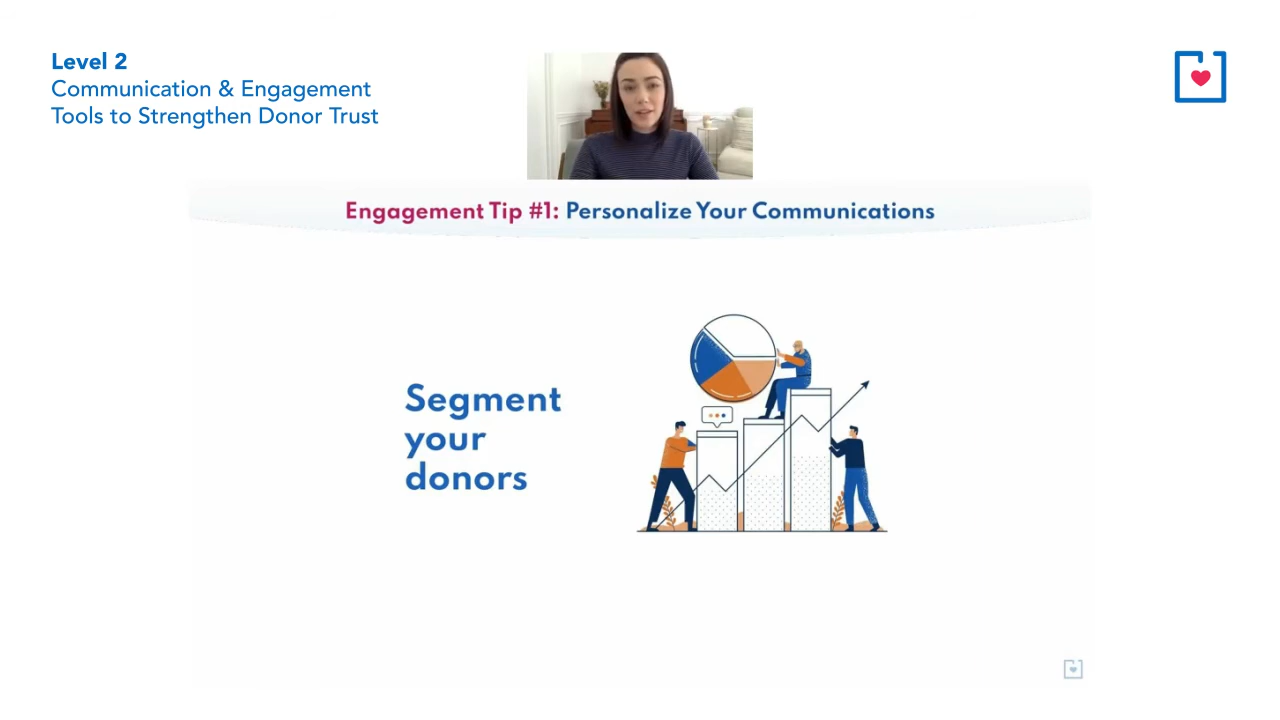 Level 2
Communication & Engagement
Tools to Strengthen Donor Trust
Engagement Tip #1: Personalize Your Communications
Segment
your
donors